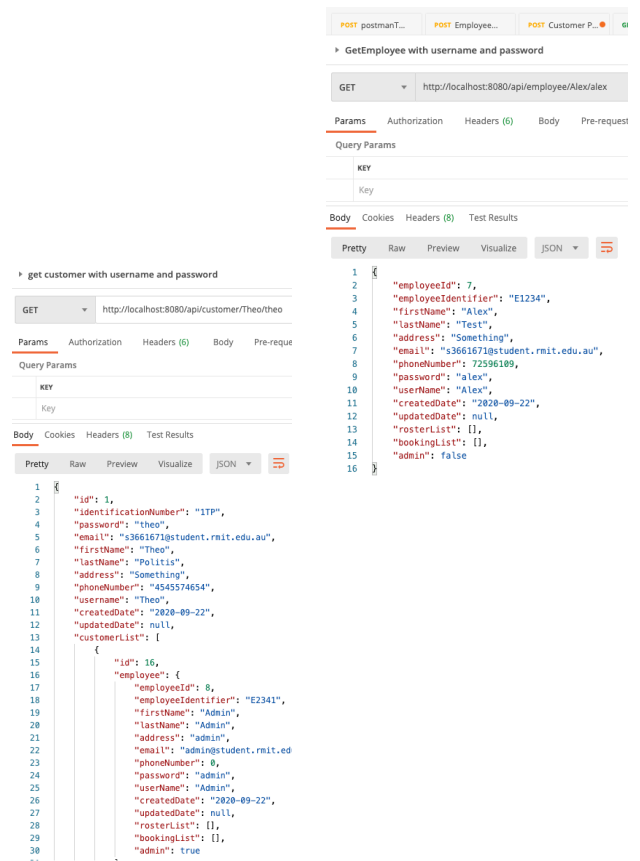 get customer with username and password
GET http://localhost:8080/api/customer/Theo/theo
Params Authorization Headers (6) Body Pre-reque
Query Params
KEY
Key
Body Cookies Headers (8) Test Results
Pretty Raw Preview Visualize JSON
1 {
2 "id": 1,
3 "identificationNumber": "1TP",
4 "password": "theo",
5 "email": "s3661671@student.rmit.edu.au",
6 "firstName": "Theo",
7 "lastName": "Politis",
8 "address": "Something",
9 "phoneNumber": "4545574654",
10 "username": "Theo",
11 "createdDate": "2020-09-22",
12 "updatedDate": null,
13 "customerList": [
14 {
15 "id": 16,
16 "employee": {
17 "employeeId": 8,
18 "employeeIdentifier": "E2341",
19 "firstName": "Admin",
20 "lastName": "Admin",
21 "address": "admin",
22 "email": "admin@student.rmit.ed
23 "phoneNumber": 0,
24 "password": "admin",
25 "userName": "Admin",
26 "createdDate": "2020-09-22",
27 "updatedDate": null,
28 "rosterList": [],
29 "bookingList": [],
30 "admin": true
POST postmanT... POST Employee... POST Customer P...
GetEmployee with username and password
GET http://localhost:8080/api/employee/Alex/alex
Params Authorization Headers (6) Body Pre-request
Query Params
KEY
Key
Body Cookies Headers (8) Test Results
Pretty Raw Preview Visualize JSON
1 {
2 "employeeId": 7,
3 "employeeIdentifier": "E1234",
4 "firstName": "Alex",
5 "lastName": "Test",
6 "address": "Something",
7 "email": "s3661671@student.rmit.edu.au",
8 "phoneNumber": 72596109,
9 "password": "alex",
10 "userName": "Alex",
11 "createdDate": "2020-09-22",
12 "updatedDate": null,
13 "rosterList": [],
14 "bookingList": [],
15 "admin": false
16 }